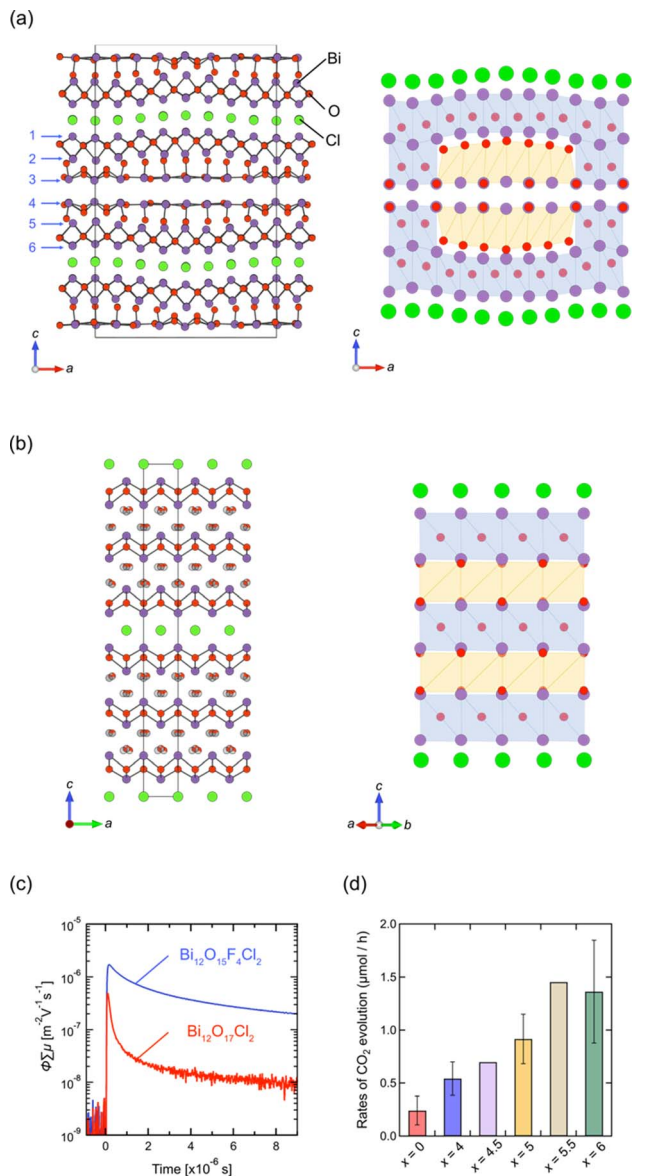 (a)
Bi
O
Cl
1
2
3
4
5
6
c
a
c
a
(b)
c
a
c
a b
(c)
(d)
ΦΣμ [m⁻²V⁻¹s⁻¹]
10⁻⁵
10⁻⁶
10⁻⁷
10⁻⁸
10⁻⁹
Bi₁₂O₁₅F₄Cl₂
Bi₁₂O₁₇Cl₂
0 2 4 6 8
Time [x10⁻⁶ s]
Rates of CO₂ evolution (μmol / h)
2.0
1.5
1.0
0.5
0.0
x = 0
x = 4
x = 4.5
x = 5
x = 5.5
x = 6